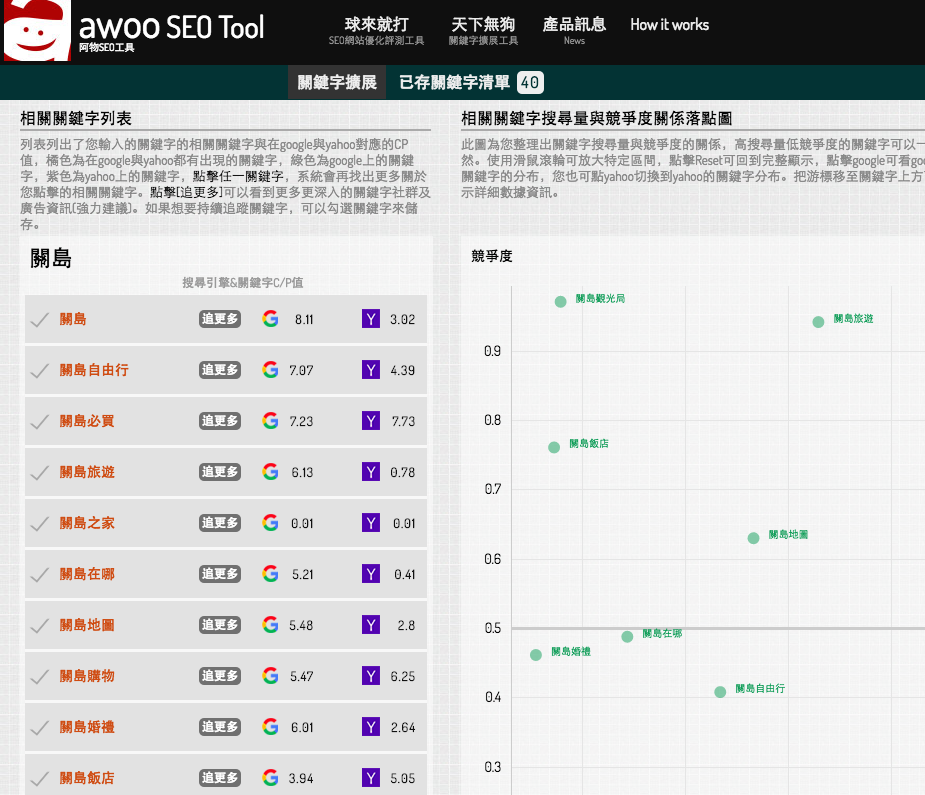 awoo SEO Tool
阿物SEO工具
球來就打
SEO網站優化評測工具
天下無狗
關鍵字擴展工具
產品訊息
News
How it works
關鍵字擴展
已存關鍵字清單 40
相關關鍵字列表
列表列出了您輸入的關鍵字的相關關鍵字與在google與yahoo對應的CP
值，橘色為在google與yahoo都有出現的關鍵字，綠色為google上的關鍵
字，紫色為yahoo上的關鍵字，點擊任一關鍵字，系統會再找出更多關於
您點擊的相關關鍵字。點擊[追更多]可以看到更多更深入的關鍵字社群及
廣告資訊(強力建議)。如果想要持續追蹤關鍵字，可以勾選關鍵字來儲
存。
相關關鍵字搜尋量與競爭度關係落點圖
此圖為您整理出關鍵字搜尋量與競爭度的關係，高搜尋量低競爭度的關鍵字可以一
然。使用滑鼠滾輪可放大特定區間，點擊Reset可回到完整顯示，點擊google可看goo
關鍵字的分布，您也可點yahoo切換到yahoo的關鍵字分布。把游標移至關鍵字上方
示詳細數據資訊。
關島
搜尋引擎&關鍵字C/P值
關島 追更多 G 8.11 Y 3.02
關島自由行 追更多 G 7.07 Y 4.39
關島必買 追更多 G 7.23 Y 7.73
關島旅遊 追更多 G 6.13 Y 0.78
關島之家 追更多 G 0.01 Y 0.01
關島在哪 追更多 G 5.21 Y 0.41
關島地圖 追更多 G 5.48 Y 2.8
關島購物 追更多 G 5.47 Y 6.25
關島婚禮 追更多 G 6.01 Y 2.64
關島飯店 追更多 G 3.94 Y 5.05
競爭度
關島觀光局
關島旅遊
0.9
0.8
關島飯店
0.7
關島地圖
0.6
0.5
關島在哪
關島婚禮
關島自由行
0.4
0.3